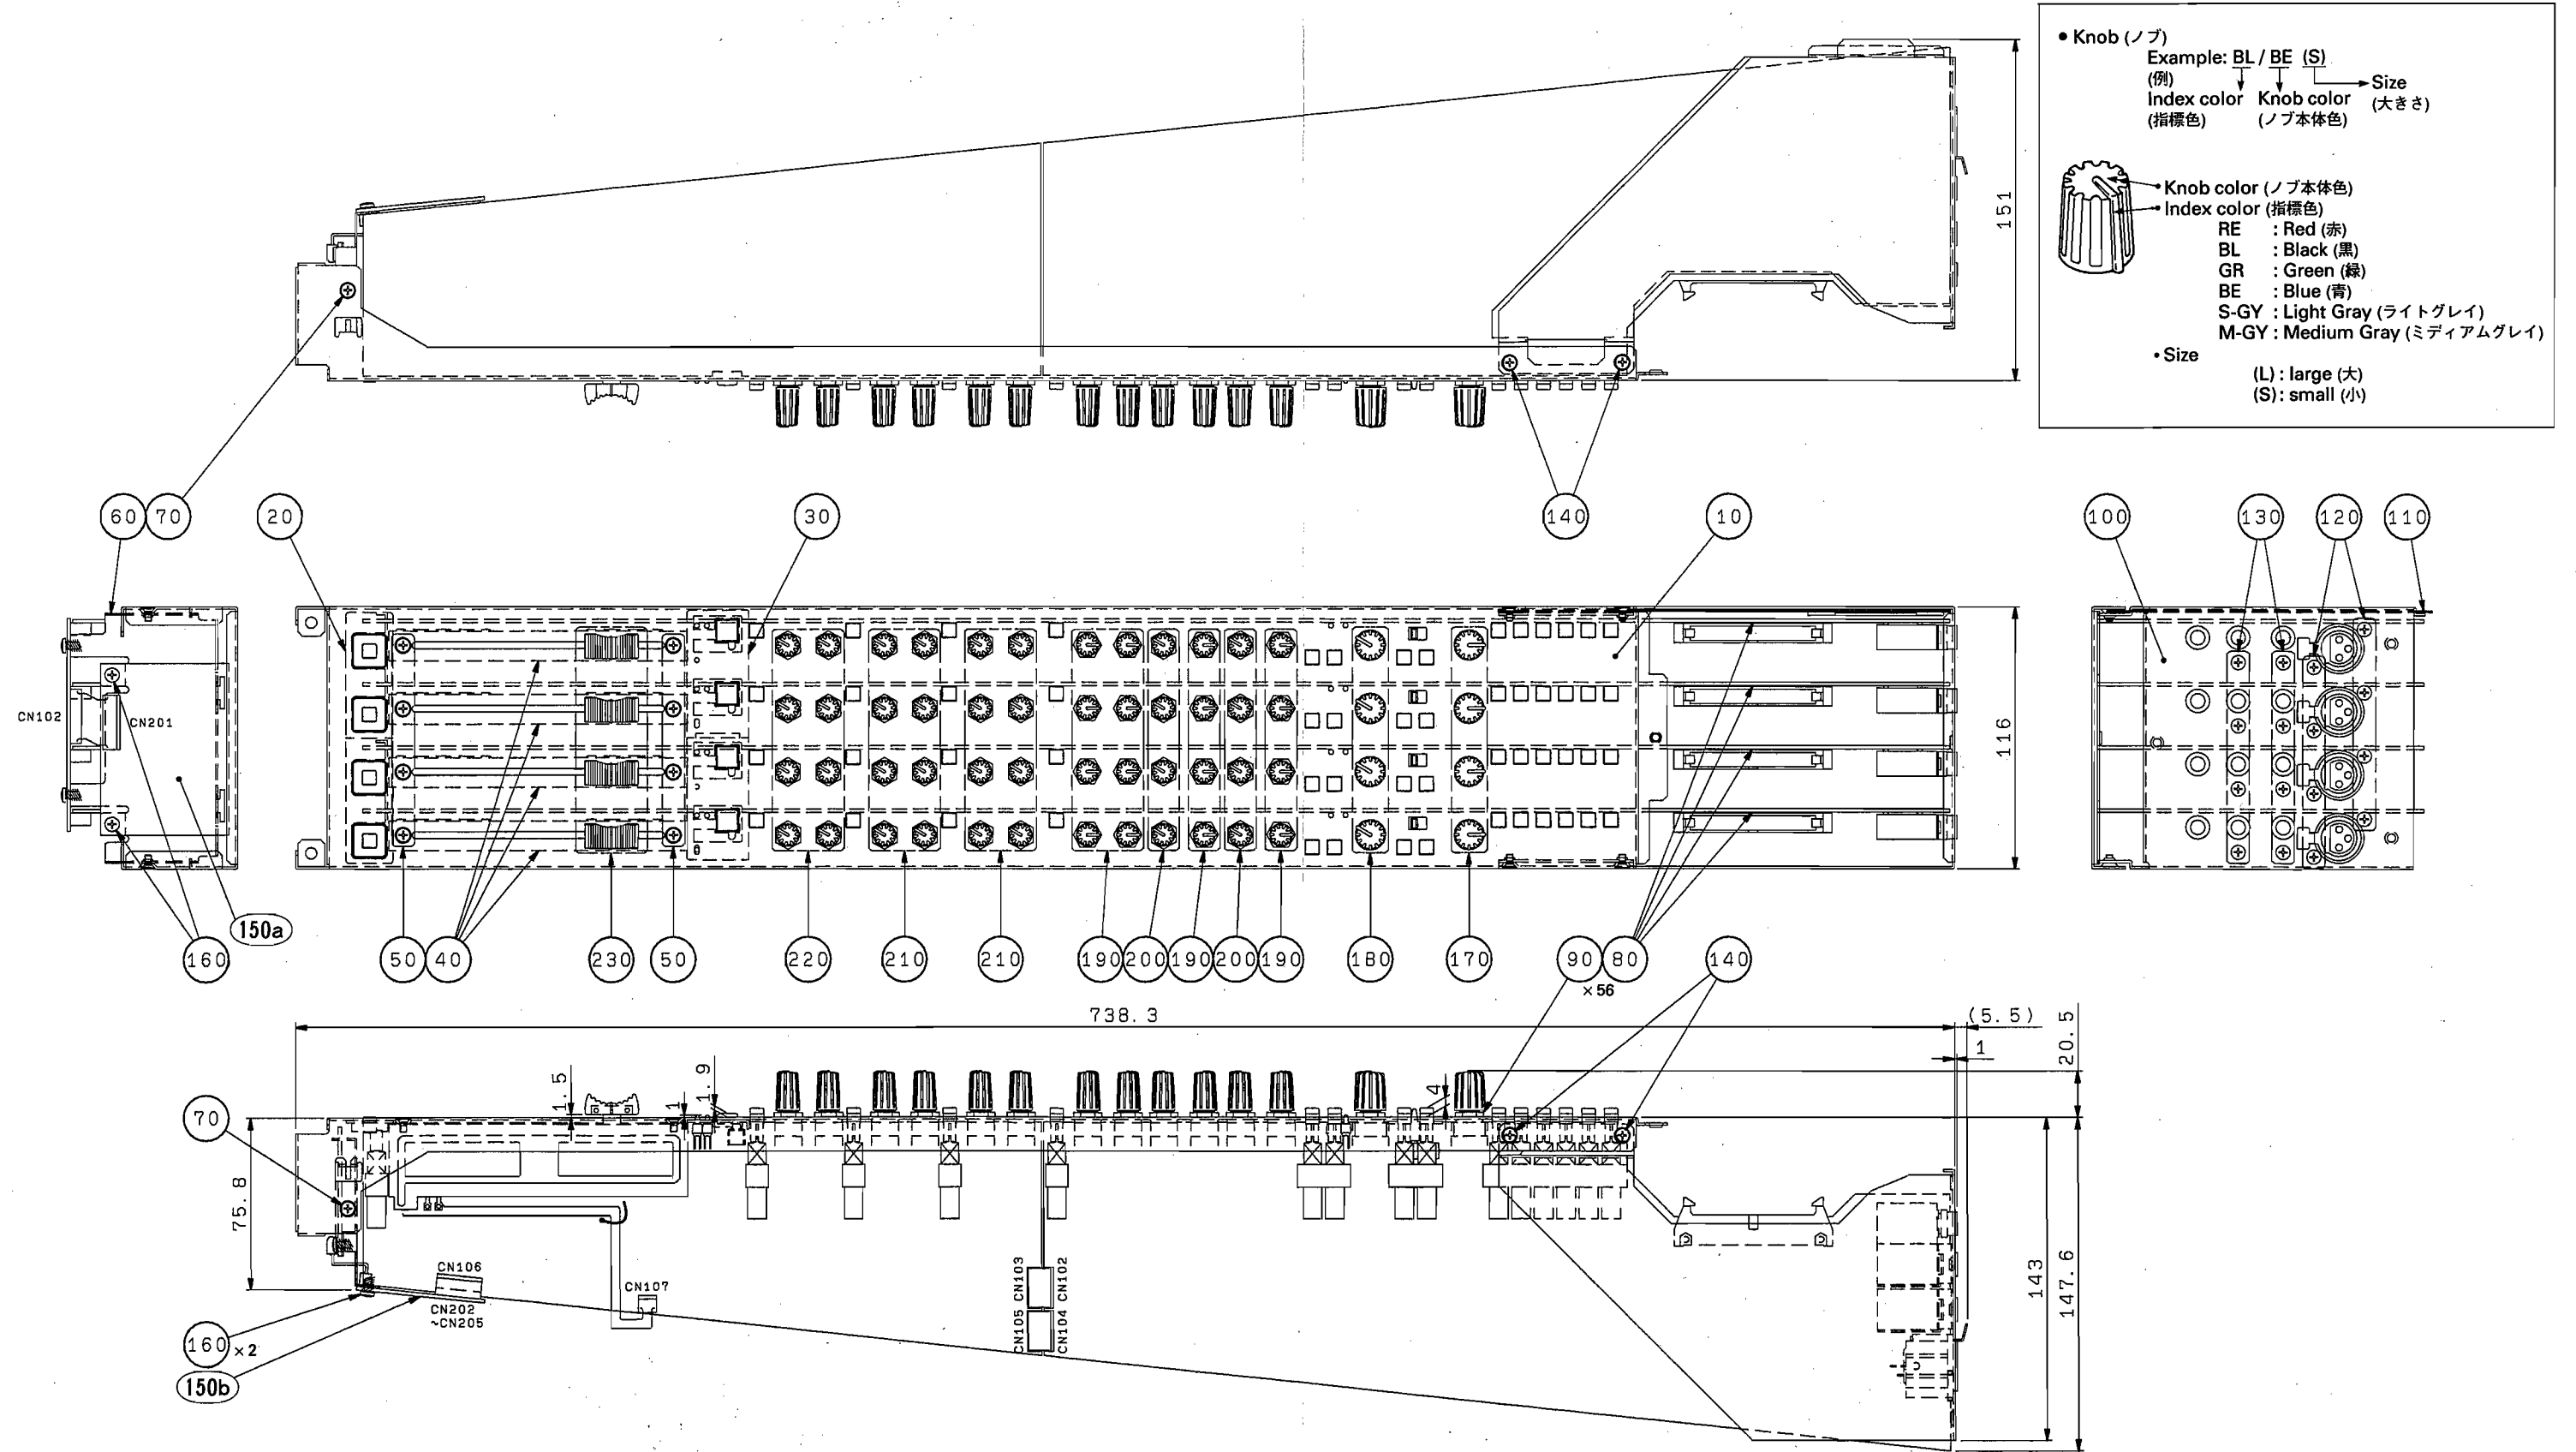 • Knob (ノブ)
Example: BL / BE (S)
(例)
Size
(大きさ)
Index color Knob color
(指標色) (ノブ本体色)
• Knob color (ノブ本体色)
• Index color (指標色)
RE : Red (赤)
BL : Black (黒)
GR : Green (緑)
BE : Blue (青)
S-GY : Light Gray (ライトグレイ)
M-GY : Medium Gray (ミディアムグレイ)
• Size
(L) : large (大)
(S) : small (小)
151
60 70 20 30 140 10 100 130 120 110
CN102 CN201
116
150a
160 50 40 230 50 220 210 210 190 200 190 200 190 180 170 90 80 140
×56
738.3 (5.5)
20.5
1
1.5 1 1.9 4
70
75.8
CN106
CN107
CN202
~CN205
CN103 CN102
CN105 CN104
143
147.6
160 ×2
150b